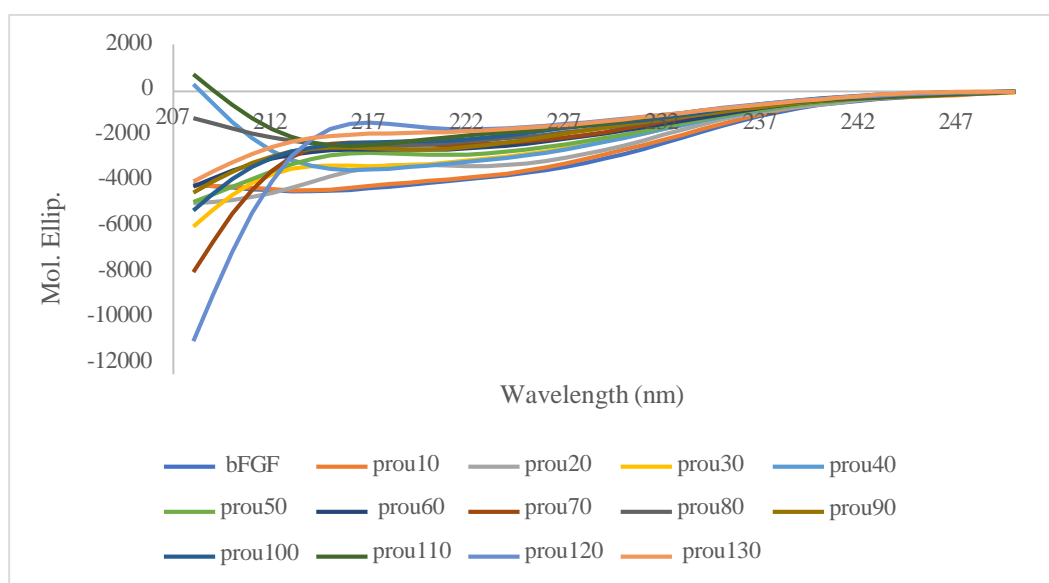 2000
0
-2000
-4000
-6000
-8000
-10000
-12000
207 212 217 222 227 232 237 242 247
Mol. Ellip.
Wavelength (nm)
bFGF prou10 prou20 prou30 prou40
prou50 prou60 prou70 prou80 prou90
prou100 prou110 prou120 prou130